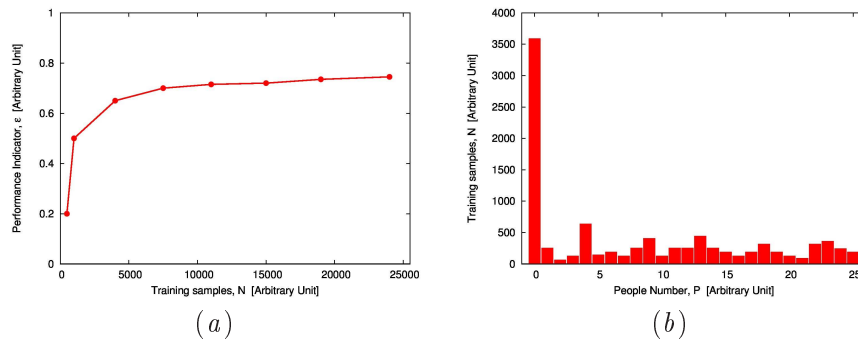 1
0.8
0.6
0.4
0.2
0
0 5000 10000 15000 20000 25000
Performance Indicator, ε [Arbitrary Unit]
Training samples, N [Arbitrary Unit]
(a)
4000
3500
3000
2500
2000
1500
1000
500
0
0 5 10 15 20 25
Training samples, N [Arbitrary Unit]
People Number, P [Arbitrary Unit]
(b)